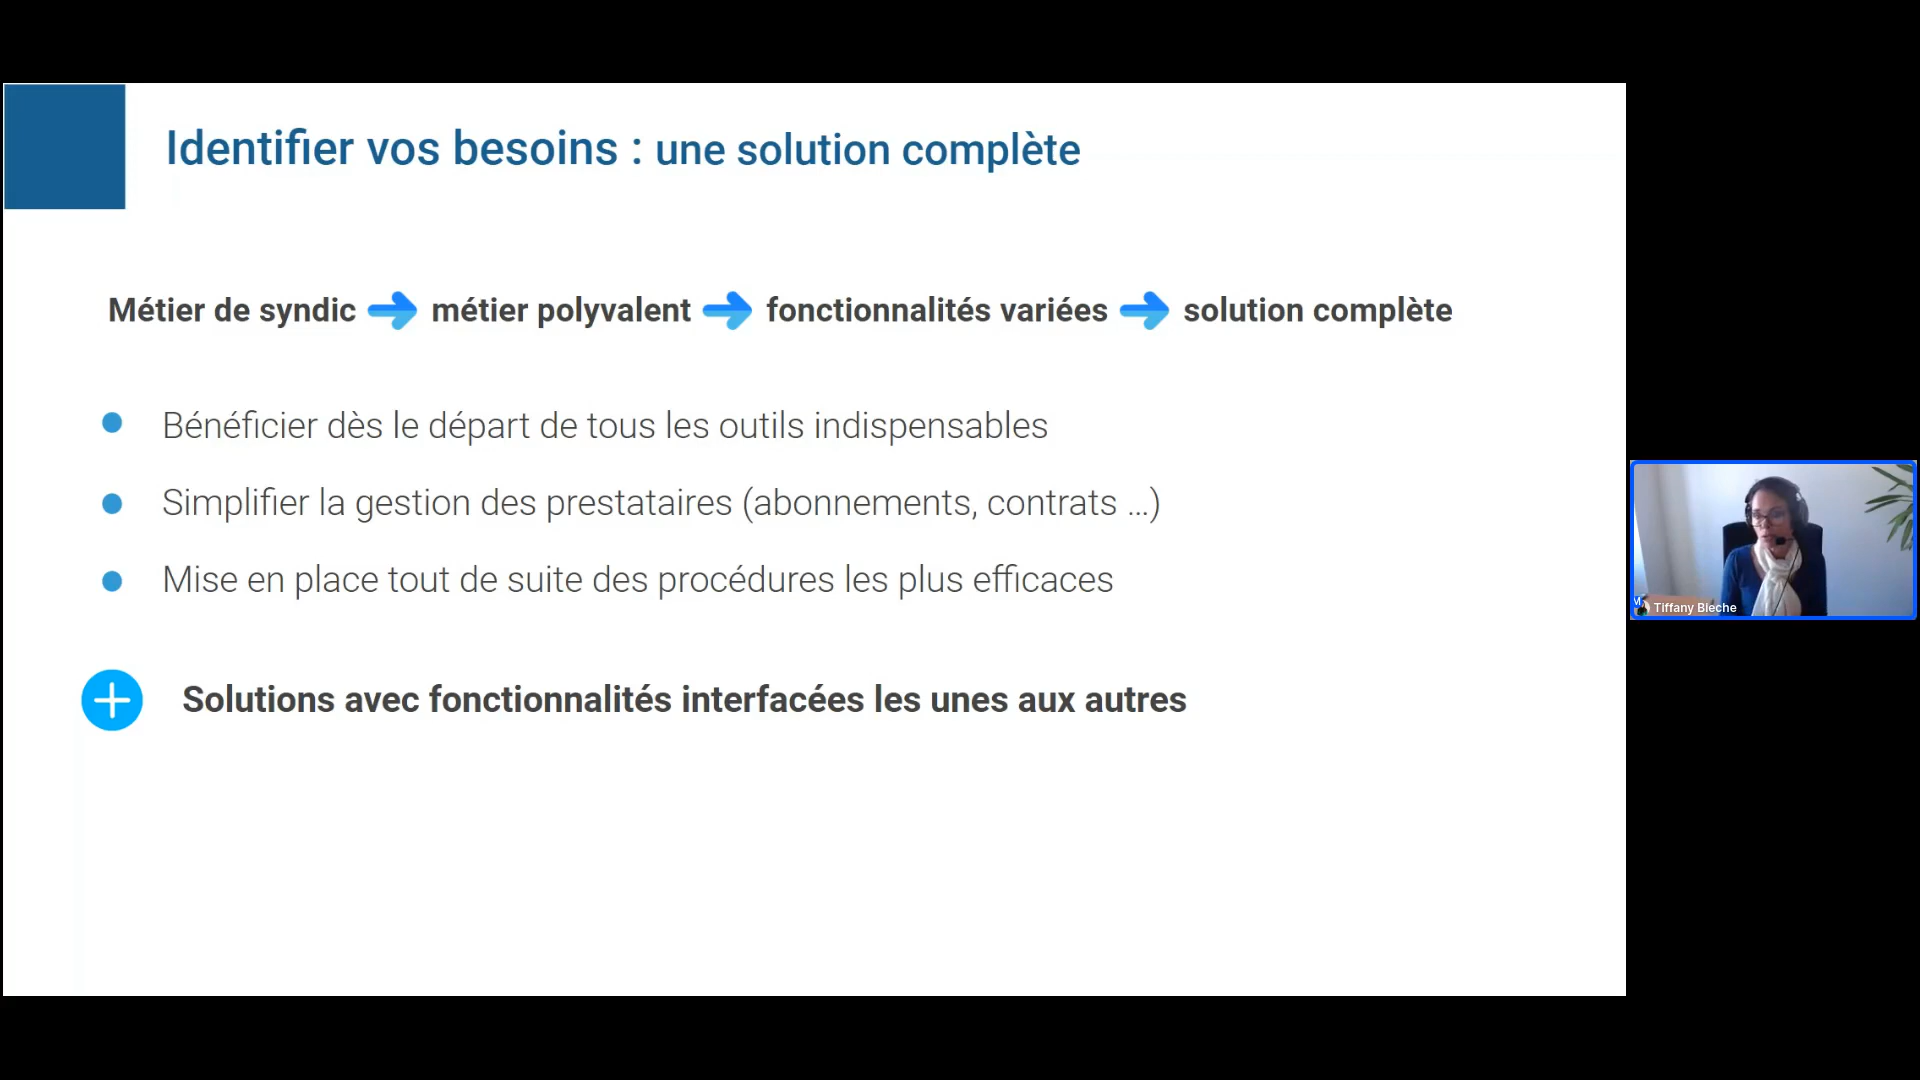 Identifier vos besoins : une solution complète
Métier de syndic métier polyvalent fonctionnalités variées solution complète
Bénéficier dès le départ de tous les outils indispensables
Simplifier la gestion des prestataires (abonnements, contrats ...)
Mise en place tout de suite des procédures les plus efficaces
Solutions avec fonctionnalités interfacées les unes aux autres
Tiffany Bleche